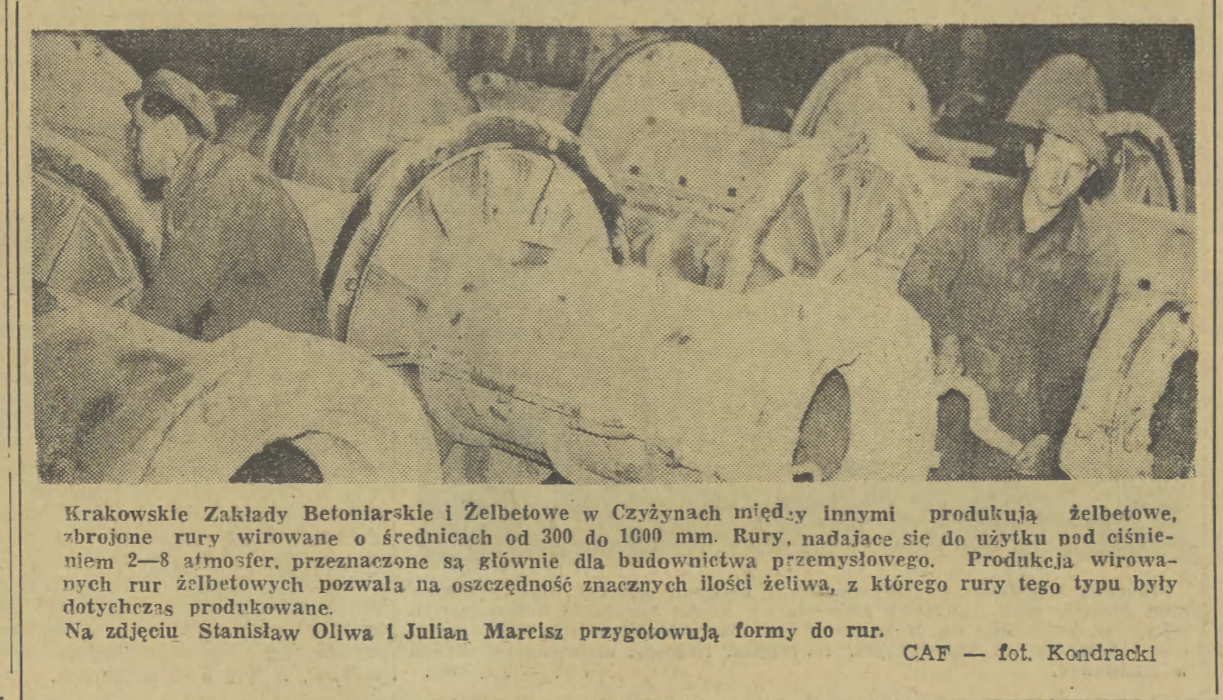 Krakowskie Zakłady Betoniarskie i Żelbetowe w Czyżynach między innymi produkują żelbetowe,
zbrojone rury wirowane o średnicach od 300 do 1000 mm. Rury, nadające się do użytku pod ciśnie-
niem 2—8 atmosfer, przeznaczone są głównie dla budownictwa przemysłowego. Produkcja wirowa-
nych rur żelbetowych pozwala na oszczędność znacznych ilości żeliwa, z którego rury tego typu były
dotychczas produkowane.
Na zdjęciu Stanisław Oliwa i Julian Marcisz przygotowują formy do rur.
CAF — fot. Kondracki